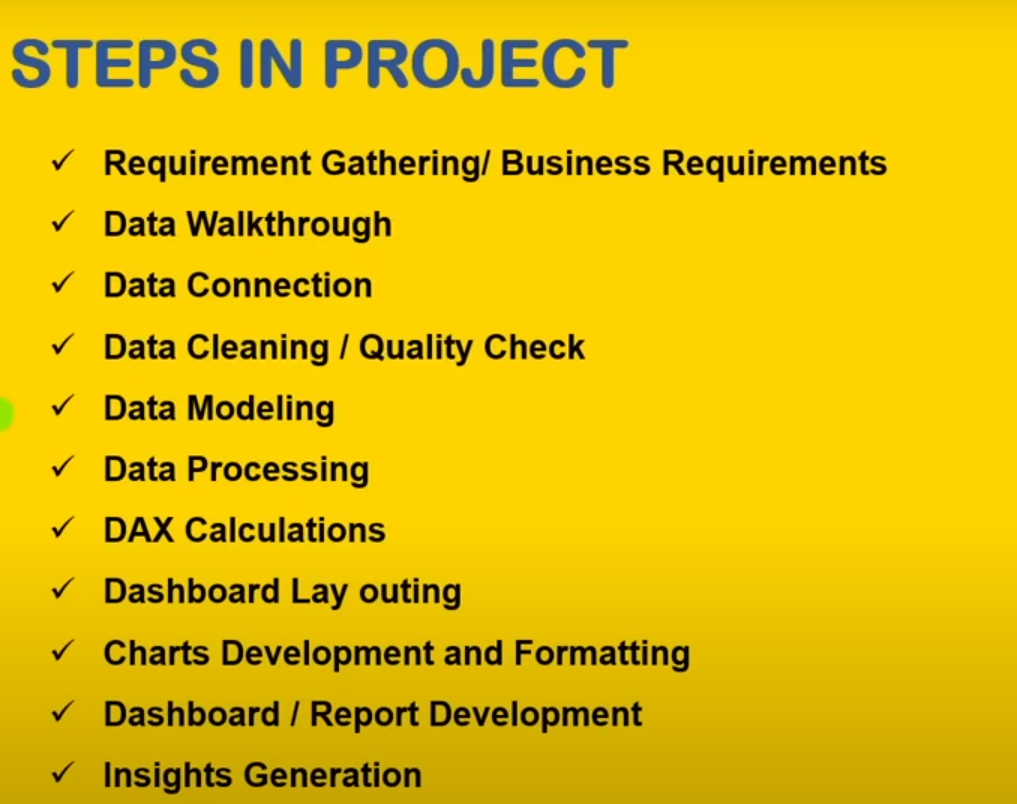 STEPS IN PROJECT
Requirement Gathering/ Business Requirements
Data Walkthrough
Data Connection
Data Cleaning / Quality Check
Data Modeling
Data Processing
DAX Calculations
Dashboard Lay outing
Charts Development and Formatting
Dashboard / Report Development
Insights Generation